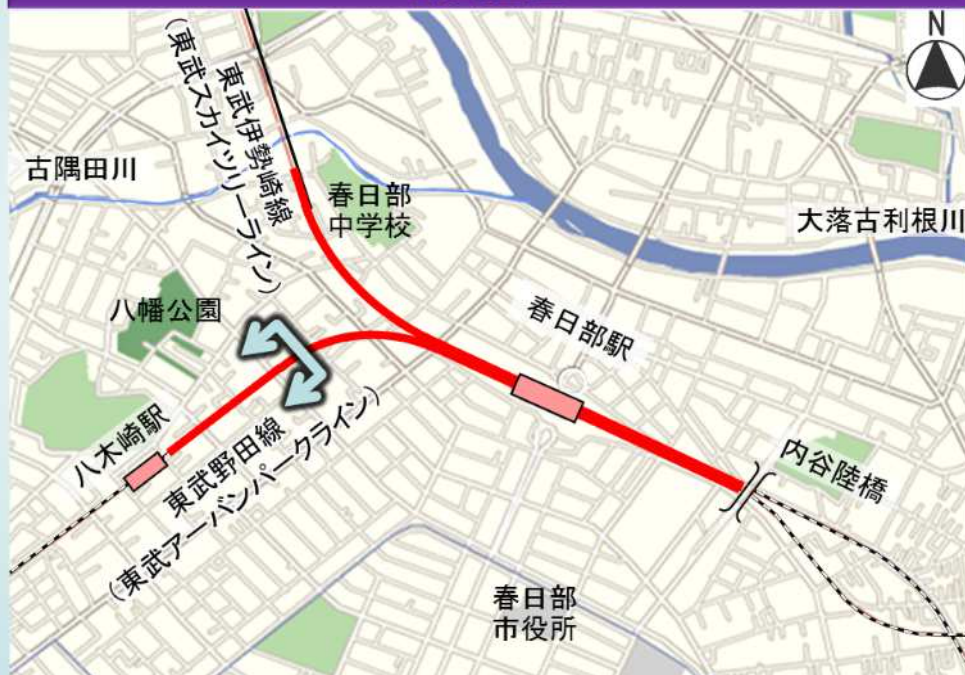 N
東武伊勢崎線
(東武スカイツリーライン)
古隅田川
春日部
中学校
大落古利根川
八幡公園
春日部駅
八木崎駅
東武野田線
(東武アーバンパークライン)
内谷陸橋
春日部
市役所